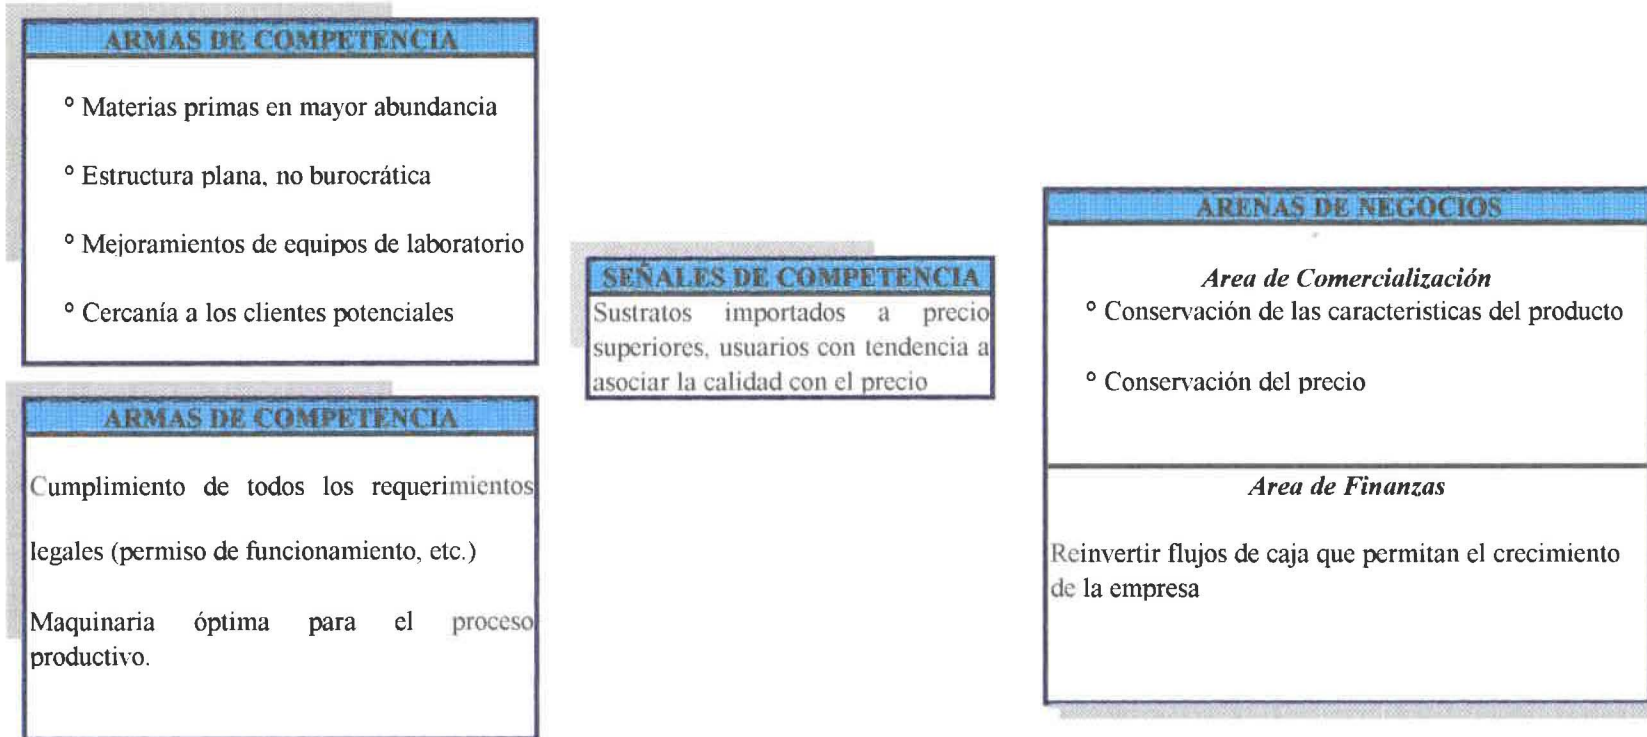 ARMAS DE COMPETENCIA
° Materias primas en mayor abundancia
° Estructura plana, no burocrática
° Mejoramientos de equipos de laboratorio
° Cercanía a los clientes potenciales
ARMAS DE COMPETENCIA
Cumplimiento de todos los requerimientos
legales (permiso de funcionamiento, etc.)
Maquinaria óptima para el proceso
productivo.
SEÑALES DE COMPETENCIA
Sustratos importados a precio
superiores, usuarios con tendencia a
asociar la calidad con el precio
ARENAS DE NEGOCIOS
Area de Comercialización
° Conservación de las caracteristicas del producto
° Conservación del precio
Area de Finanzas
Reinvertir flujos de caja que permitan el crecimiento
de la empresa